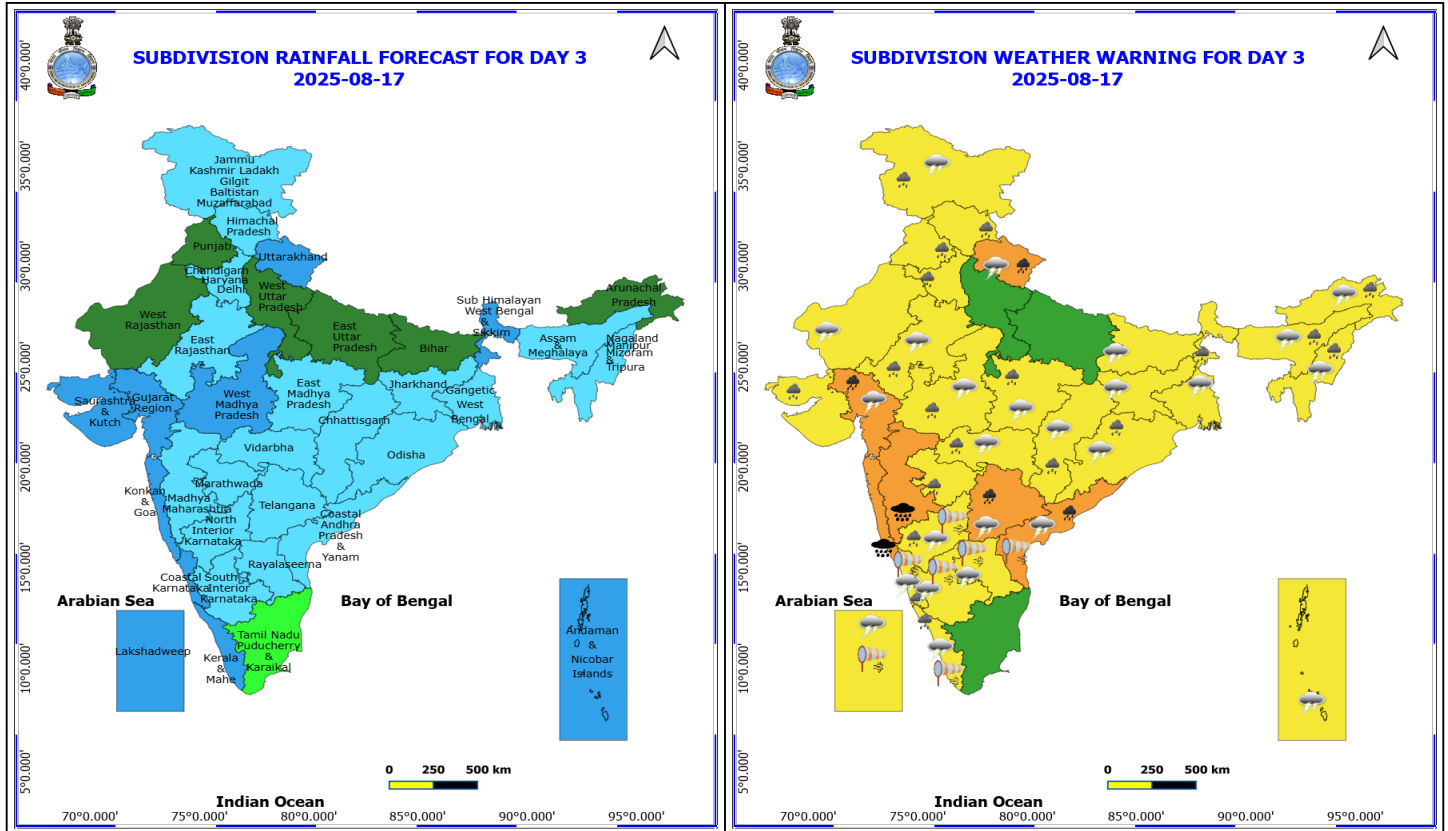 SUBDIVISION RAINFALL FORECAST FOR DAY 3
2025-08-17
40°0.000'
35°0.000'
30°0.000'
25°0.000'
20°0.000'
15°0.000'
10°0.000'
5°0.000'
Jammu
Kashmir Ladakh
Gilgit
Baltistan
Muzaffarabad
Himachal
Pradesh
Punjab
Uttarakhand
Chandigarh
Haryana
Delhi
West
Uttar
Pradesh
West
Rajasthan
East
Rajasthan
East
Uttar
Pradesh
Bihar
Sub Himalayan
West Bengal
&
Sikkim
Arunachal
Pradesh
Assam
&
Meghalaya
Nagaland
Manipur
Mizoram
&
Tripura
Saurashtra
&
Kutch
Gujarat
Region
West
Madhya
Pradesh
East
Madhya
Pradesh
Jharkhand
Gangetic
West
Bengal
Chhattisgarh
Vidarbha
Odisha
Konkan
&
Goa
Marathwada
Madhya
Maharashtra
Telangana
North
Interior
Karnataka
Coastal
Andhra
Pradesh
&
Yanam
Rayalaseema
Coastal
Karnataka
South
Interior
Karnataka
Tamil Nadu
Puducherry
&
Karaikal
Kerala
&
Mahe
Lakshadweep
Andaman
&
Nicobar
Islands
Arabian Sea
Bay of Bengal
0 250 500 km
Indian Ocean
70°0.000' 75°0.000' 80°0.000' 85°0.000' 90°0.000' 95°0.000'
SUBDIVISION WEATHER WARNING FOR DAY 3
2025-08-17
40°0.000'
35°0.000'
30°0.000'
25°0.000'
20°0.000'
15°0.000'
10°0.000'
5°0.000'
Arabian Sea
Bay of Bengal
0 250 500 km
Indian Ocean
70°0.000' 75°0.000' 80°0.000' 85°0.000' 90°0.000' 95°0.000'